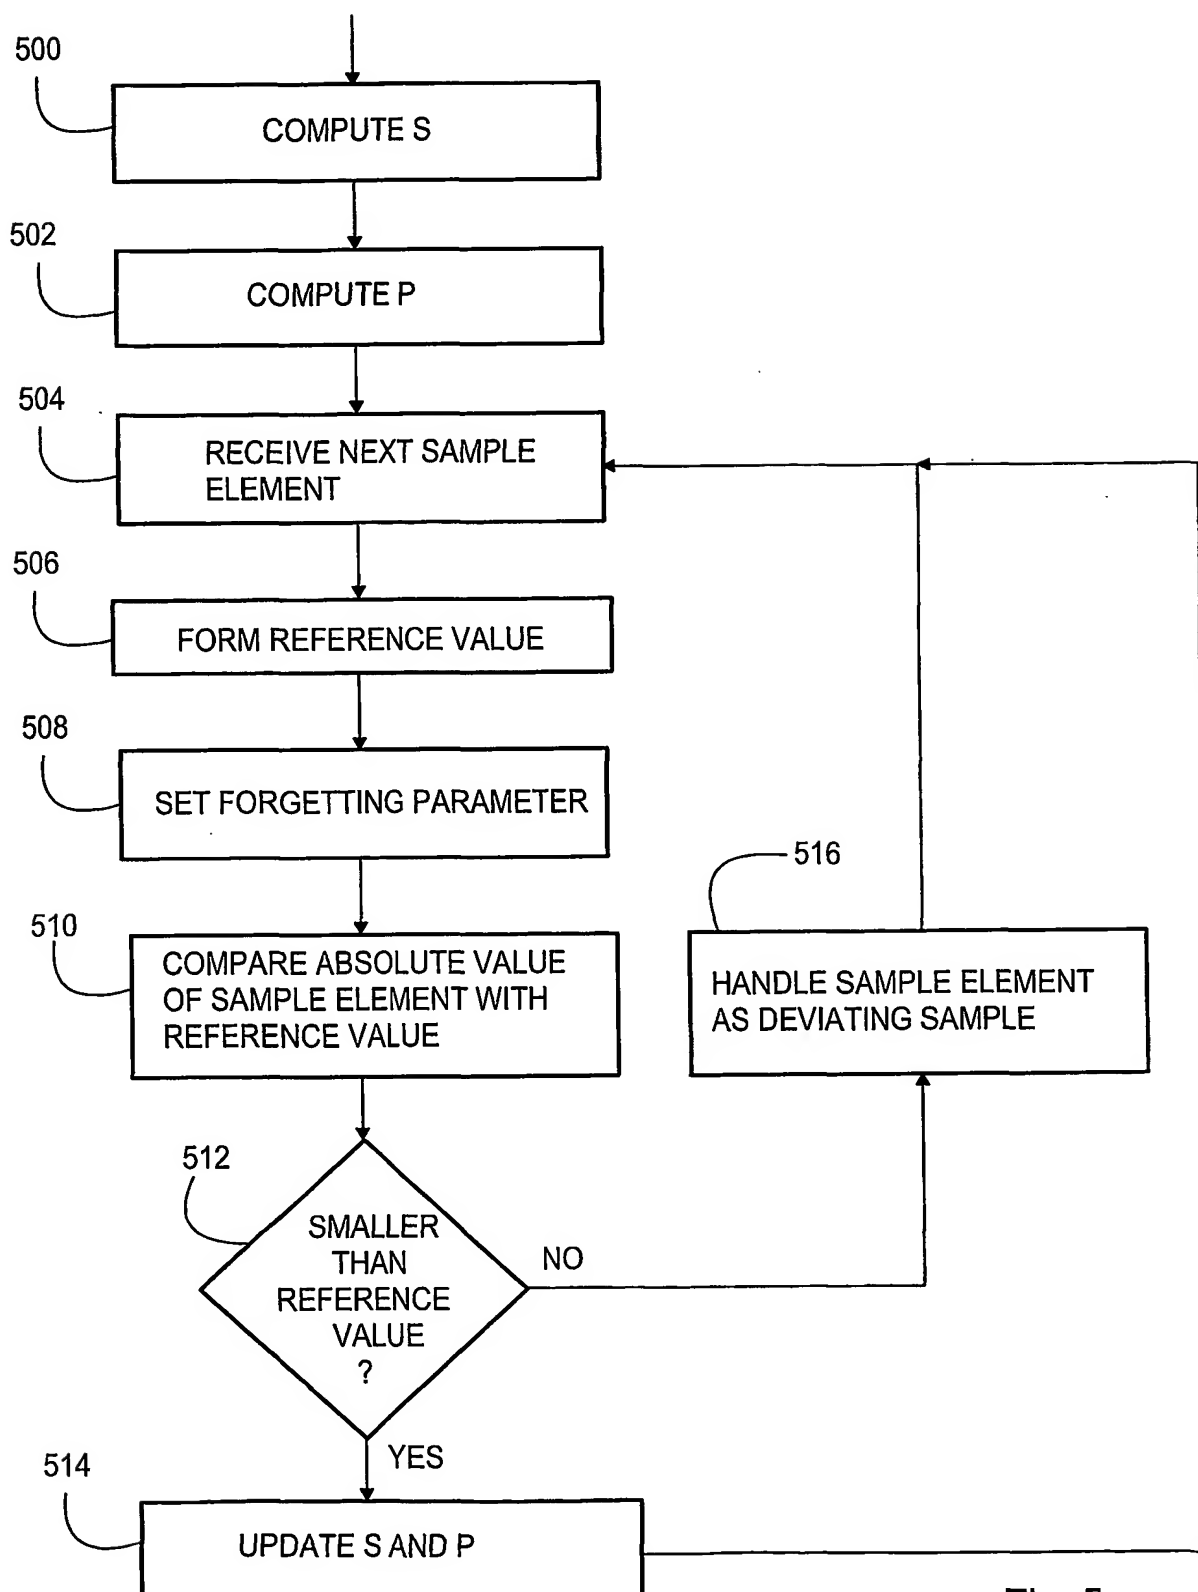 500
COMPUTE S
502
COMPUTE P
504
RECEIVE NEXT SAMPLE
ELEMENT
506
FORM REFERENCE VALUE
508
SET FORGETTING PARAMETER
516
510
COMPARE ABSOLUTE VALUE
OF SAMPLE ELEMENT WITH
REFERENCE VALUE
HANDLE SAMPLE ELEMENT
AS DEVIATING SAMPLE
512
SMALLER
THAN
REFERENCE
VALUE
?
NO
YES
514
UPDATE S AND P